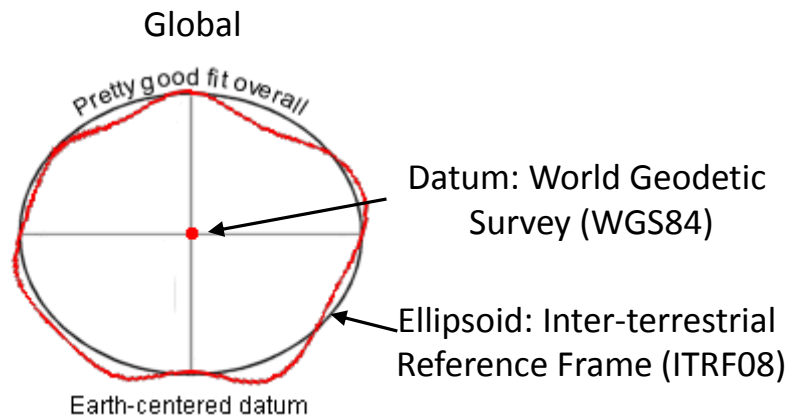 Global
Pretty good fit overall
Datum: World Geodetic
Survey (WGS84)
Ellipsoid: Inter-terrestrial
Reference Frame (ITRF08)
Earth-centered datum